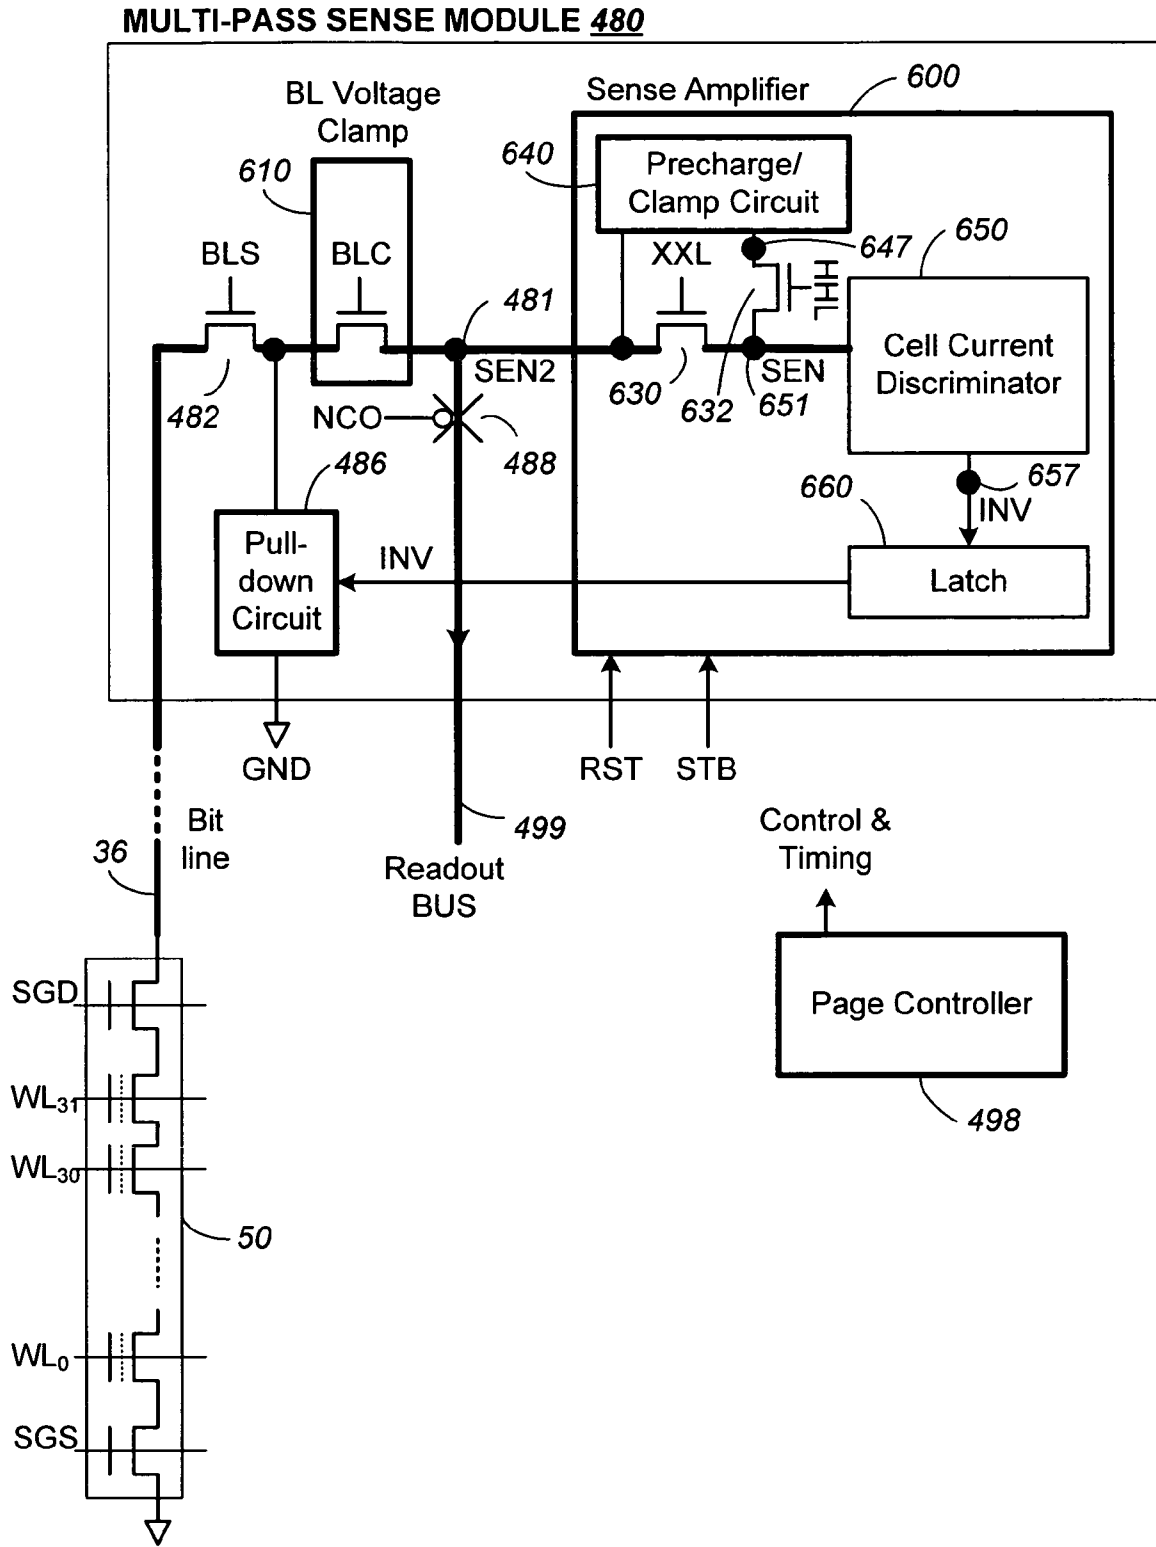 MULTI-PASS SENSE MODULE 480
Sense Amplifier
600
BL Voltage
Clamp
610
640
Precharge/
Clamp Circuit
647
650
BLS
BLC
XXL
HHL
481
482
SEN2
630
632
SEN
651
Cell Current
Discriminator
NCO
488
486
657
660
INV
Pull-
down
Circuit
INV
Latch
GND
RST
STB
499
Readout
BUS
Bit
line
36
Control &
Timing
Page Controller
498
SGD
WL31
WL30
50
WL0
SGS